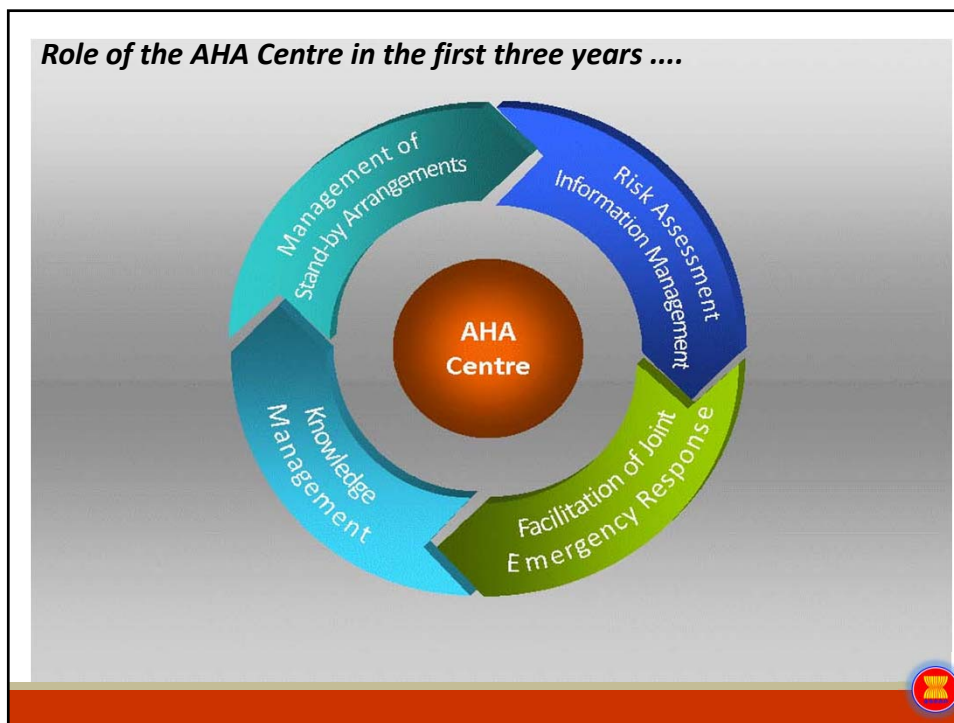 Role of the AHA Centre in the first three years ....
Management of
Stand-by Arrangements
Risk Assessment
Information Management
AHA
Centre
Knowledge
Management
Facilitation of Joint
Emergency Response